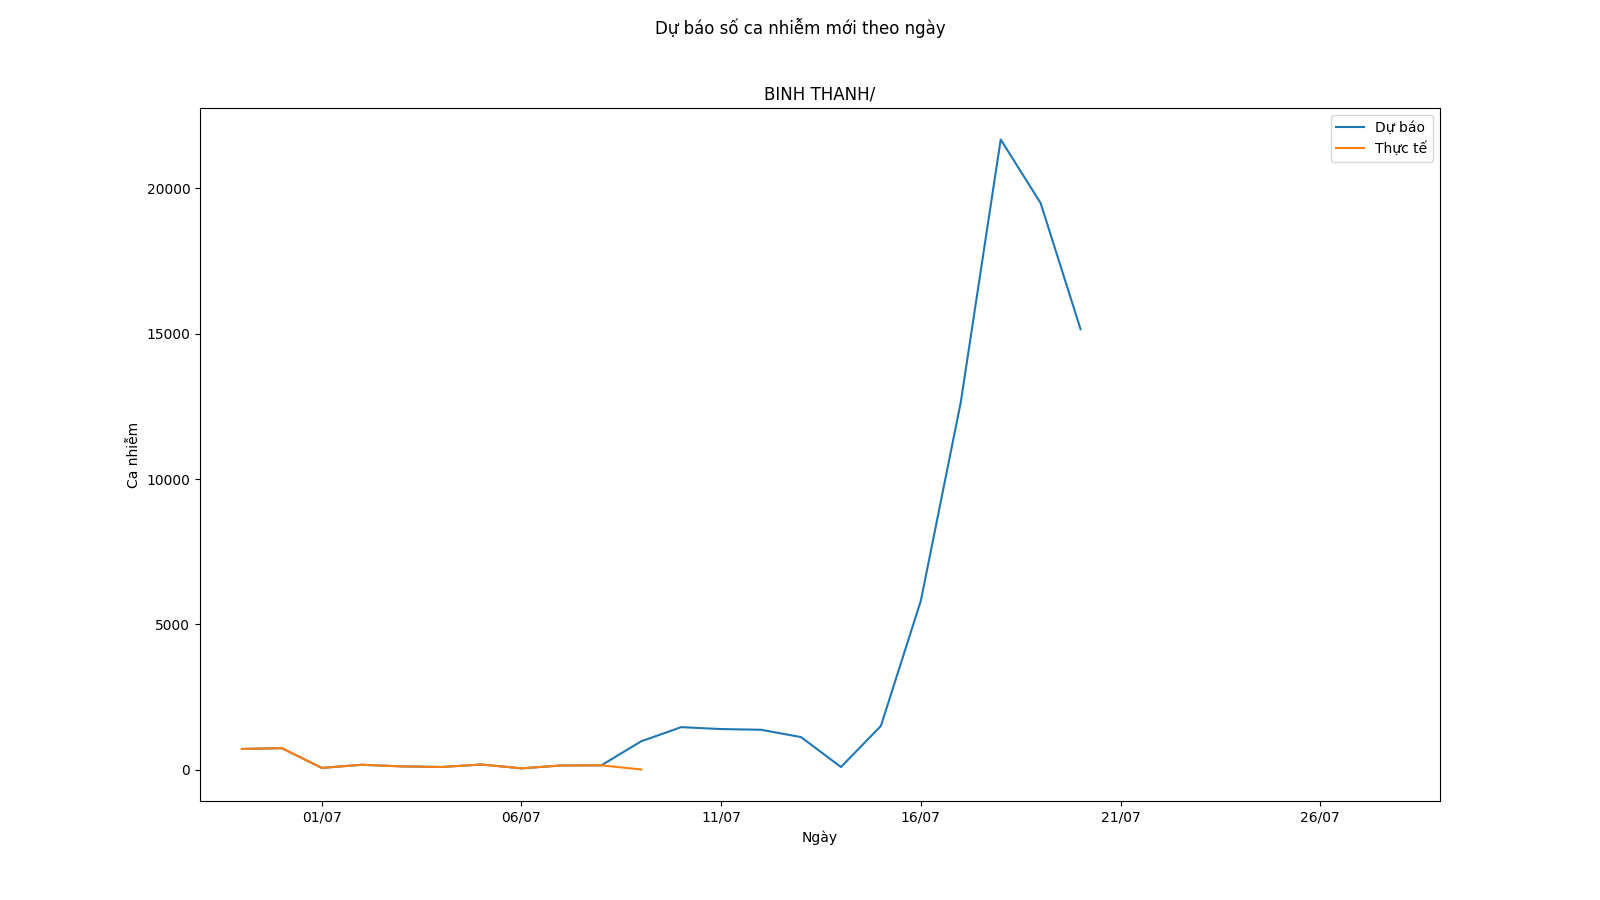 Dự báo số ca nhiễm mới theo ngày
BINH THANH/
Dự báo
Thực tế
20000
15000
10000
5000
0
Ca nhiễm
01/07 06/07 11/07 16/07 21/07 26/07
Ngày